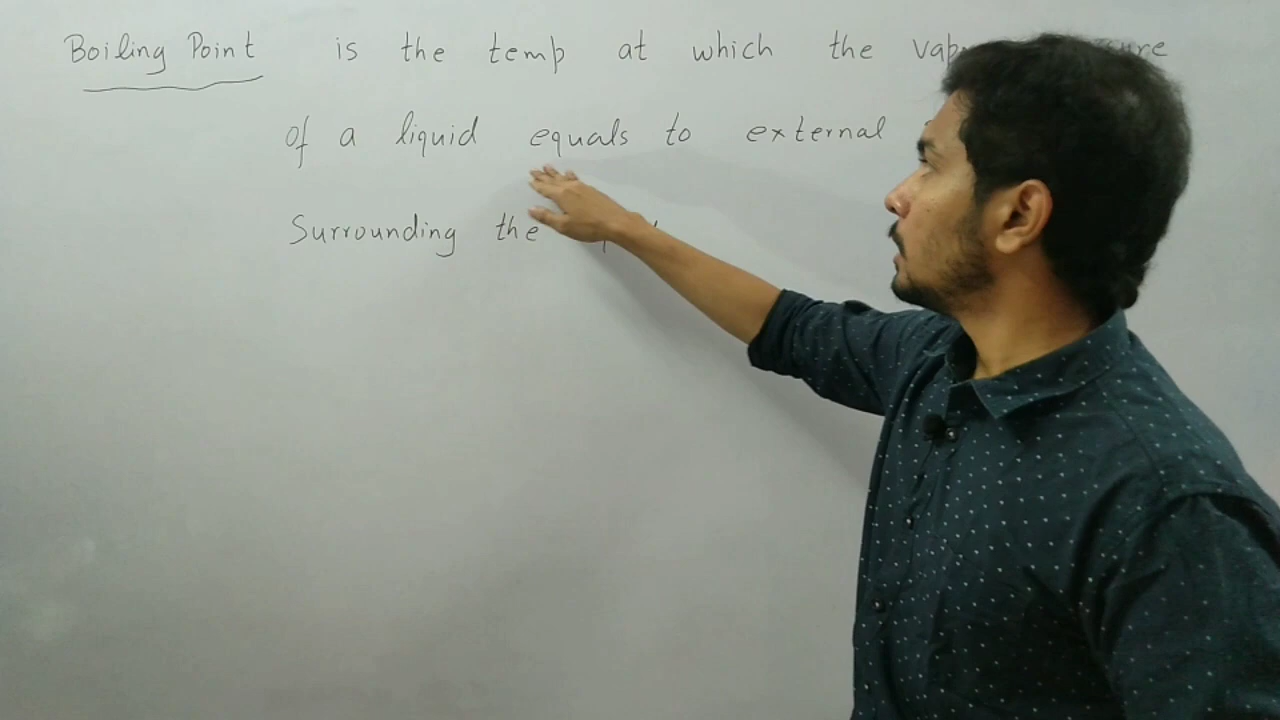 Boiling Point is the temp at which the
of a liquid equals to external
Surrounding the